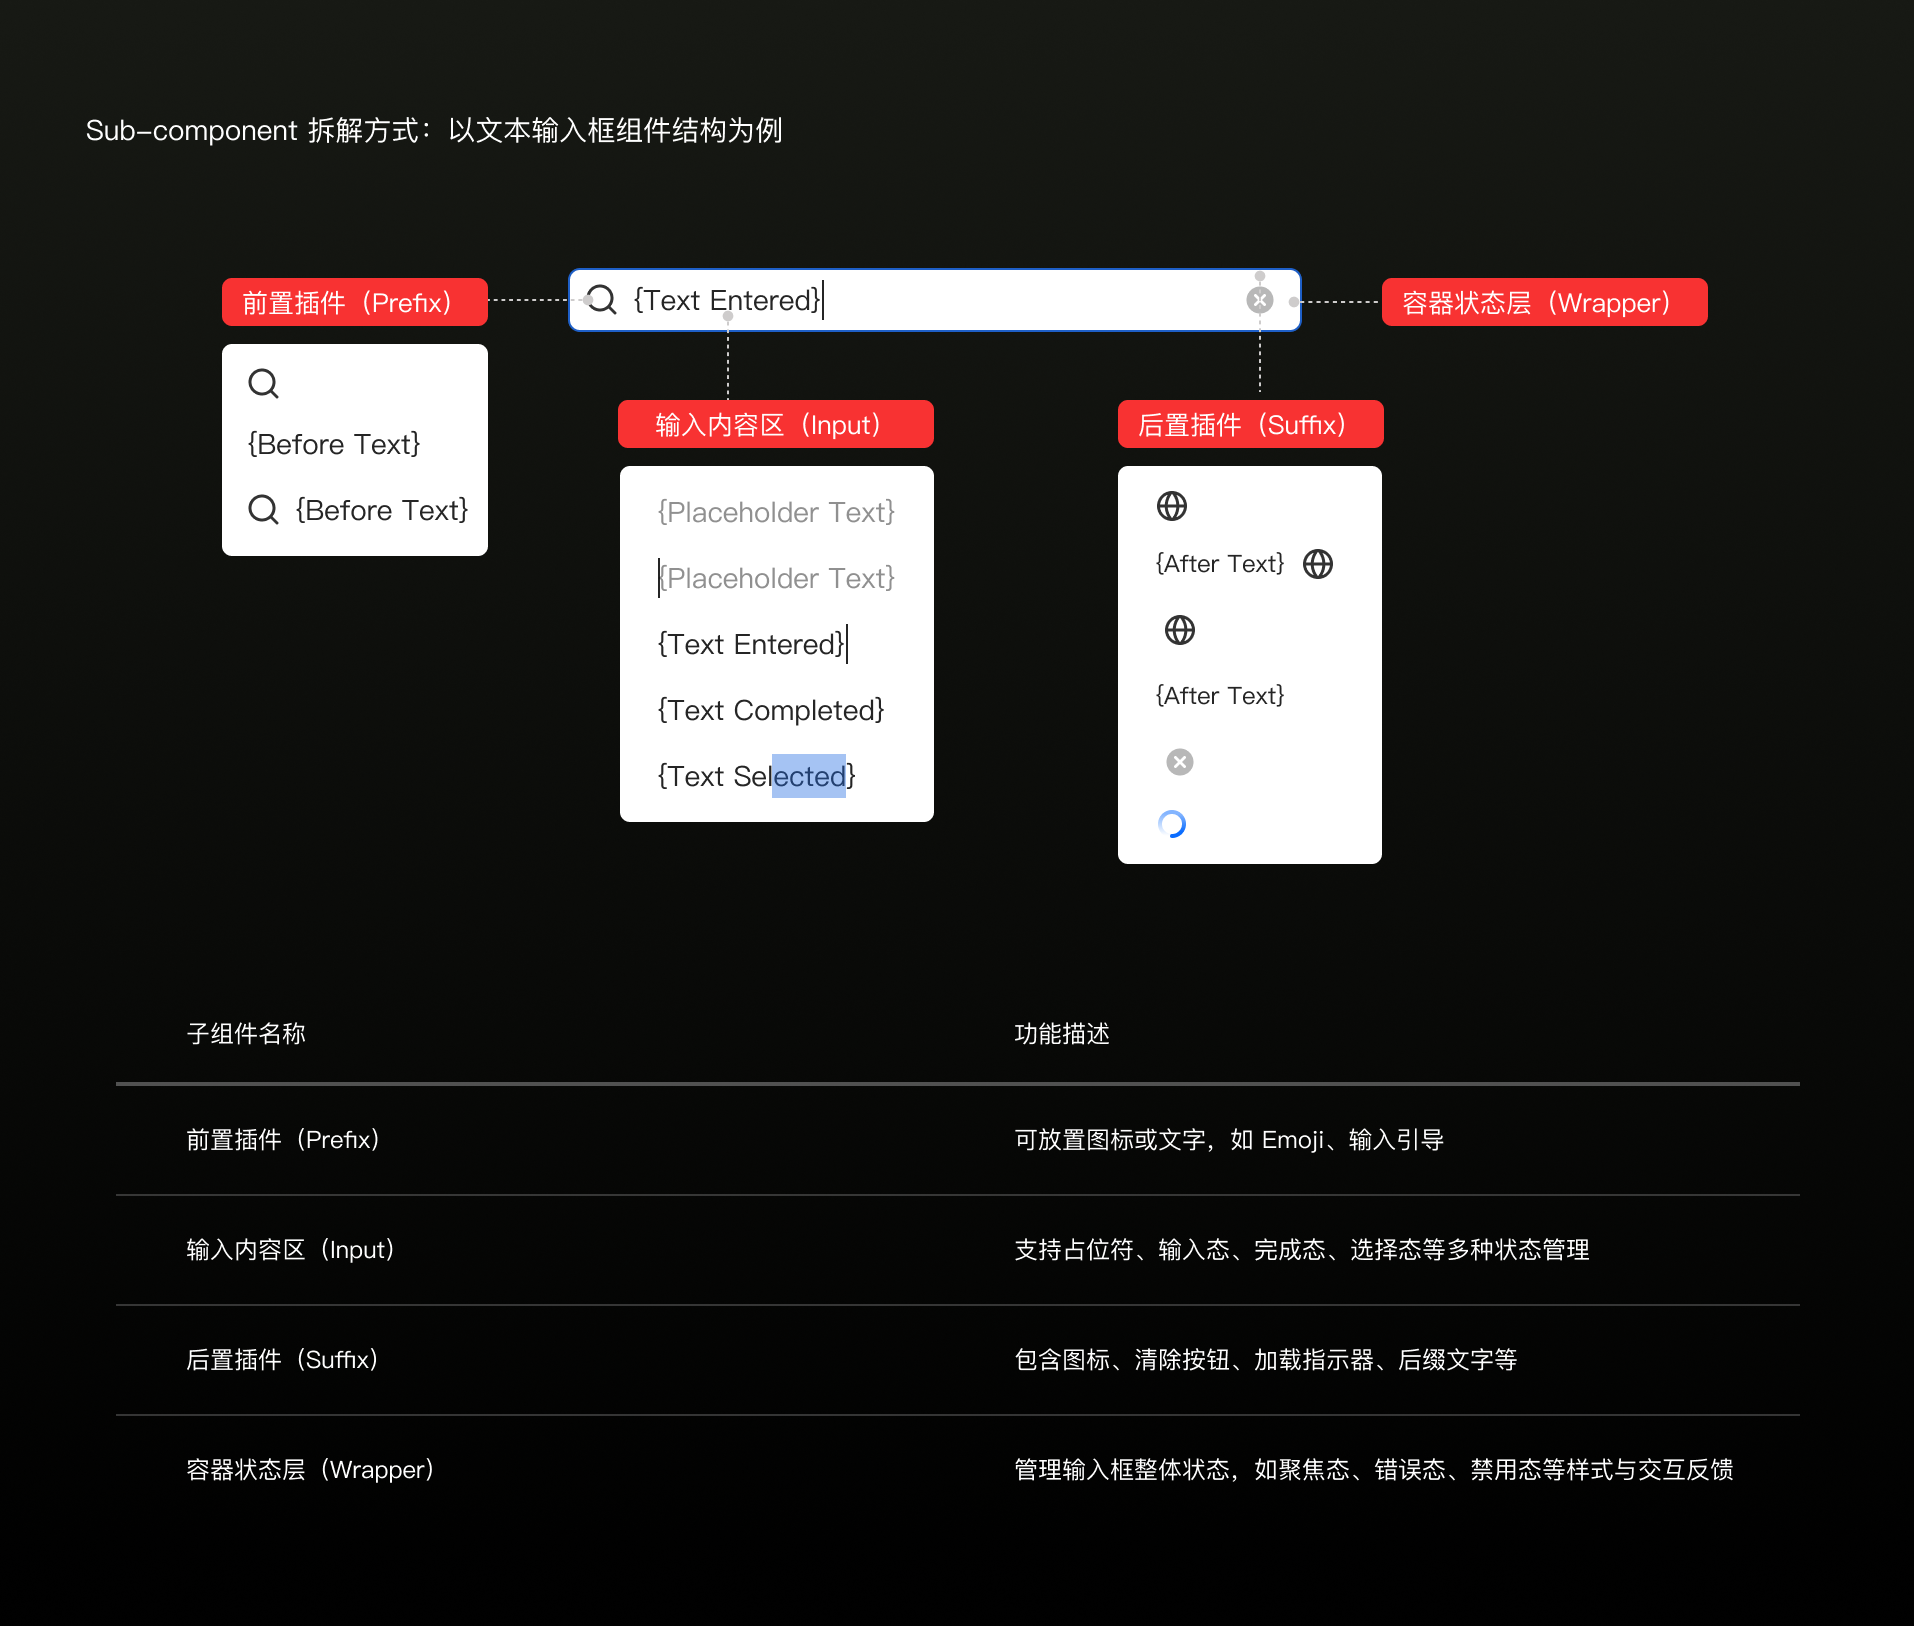 Sub-component 拆解方式：以文本输入框组件结构为例
前置插件（Prefix）
{Text Entered}
容器状态层（Wrapper）
{Before Text}
{Before Text}
输入内容区（Input）
{Placeholder Text}
{Placeholder Text}
{Text Entered}
{Text Completed}
{Text Selected}
后置插件（Suffix）
{After Text}
{After Text}
子组件名称
功能描述
前置插件（Prefix）
可放置图标或文字，如 Emoji、输入引导
输入内容区（Input）
支持占位符、输入态、完成态、选择态等多种状态管理
后置插件（Suffix）
包含图标、清除按钮、加载指示器、后缀文字等
容器状态层（Wrapper）
管理输入框整体状态，如聚焦态、错误态、禁用态等样式与交互反馈